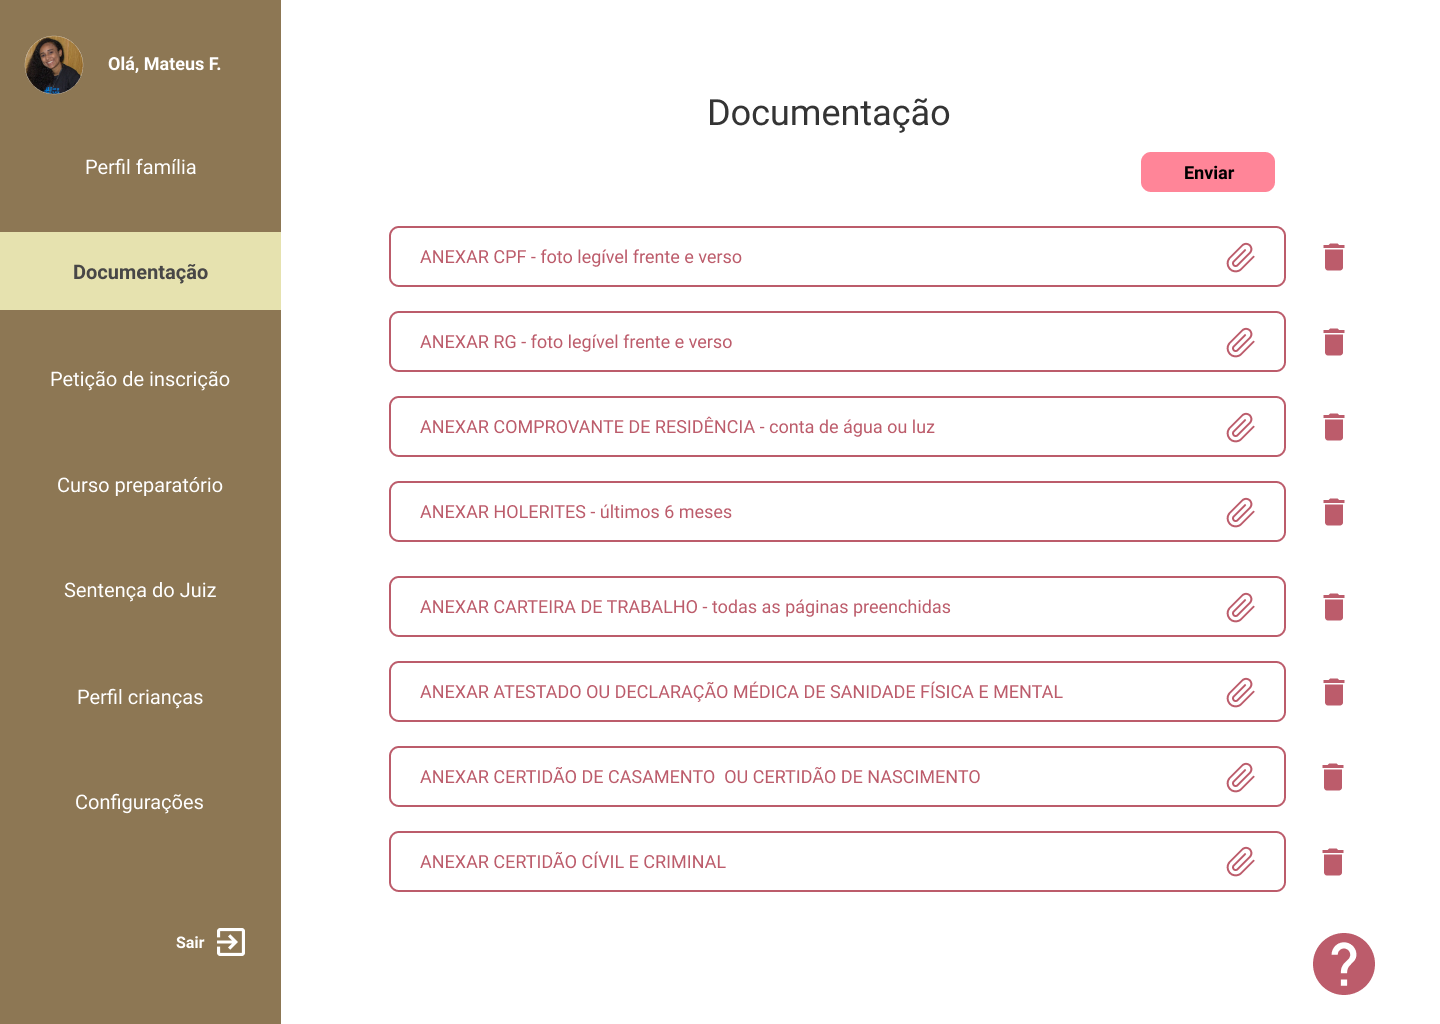 Olá, Mateus F.
Perfil família
Documentação
Petição de inscrição
Curso preparatório
Sentença do Juiz
Perfil crianças
Configurações
Sair
Documentação
Enviar
ANEXAR CPF - foto legível frente e verso
ANEXAR RG - foto legível frente e verso
ANEXAR COMPROVANTE DE RESIDÊNCIA - conta de água ou luz
ANEXAR HOLERITES - últimos 6 meses
ANEXAR CARTEIRA DE TRABALHO - todas as páginas preenchidas
ANEXAR ATESTADO OU DECLARAÇÃO MÉDICA DE SANIDADE FÍSICA E MENTAL
ANEXAR CERTIDÃO DE CASAMENTO  OU CERTIDÃO DE NASCIMENTO
ANEXAR CERTIDÃO CÍVIL E CRIMINAL
?